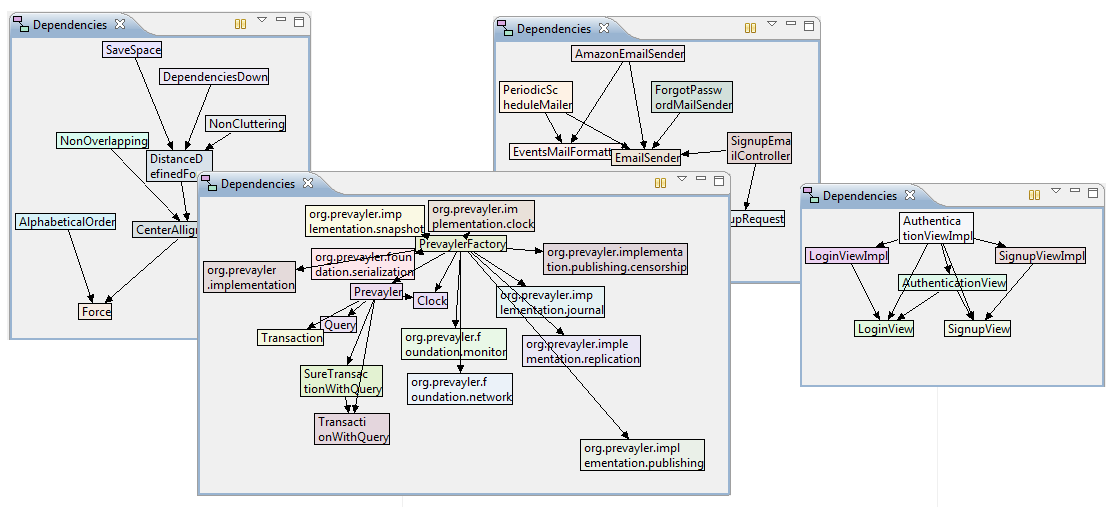 Dependencies
SaveSpace
DependenciesDown
NonCluttering
NonOverlapping
DistanceD
efinedFo
AlphabeticalOrder
CenterAllig
Force
Dependencies
AmazonEmailSender
PeriodicSc
heduleMailer
ForgotPassw
ordMailSender
EventsMailFormatt
EmailSender
SignupEma
ilController
upRequest
Dependencies
org.prevayler.imp
lementation.snapshot
org.prevayler.im
plementation.clock
PrevaylerFactory
org.prevayler.foun
dation.serialization
org.prevayler
.implementation
org.prevayler.implementa
tion.publishing.censorship
Prevayler
Clock
org.prevayler.imp
lementation.journal
Query
Transaction
org.prevayler.f
oundation.monitor
org.prevayler.imple
mentation.replication
SureTransac
tionWithQuery
org.prevayler.f
oundation.network
Transacti
onWithQuery
org.prevayler.impl
ementation.publishing
Dependencies
Authentica
tionViewImpl
LoginViewImpl
SignupViewImpl
AuthenticationView
LoginView
SignupView